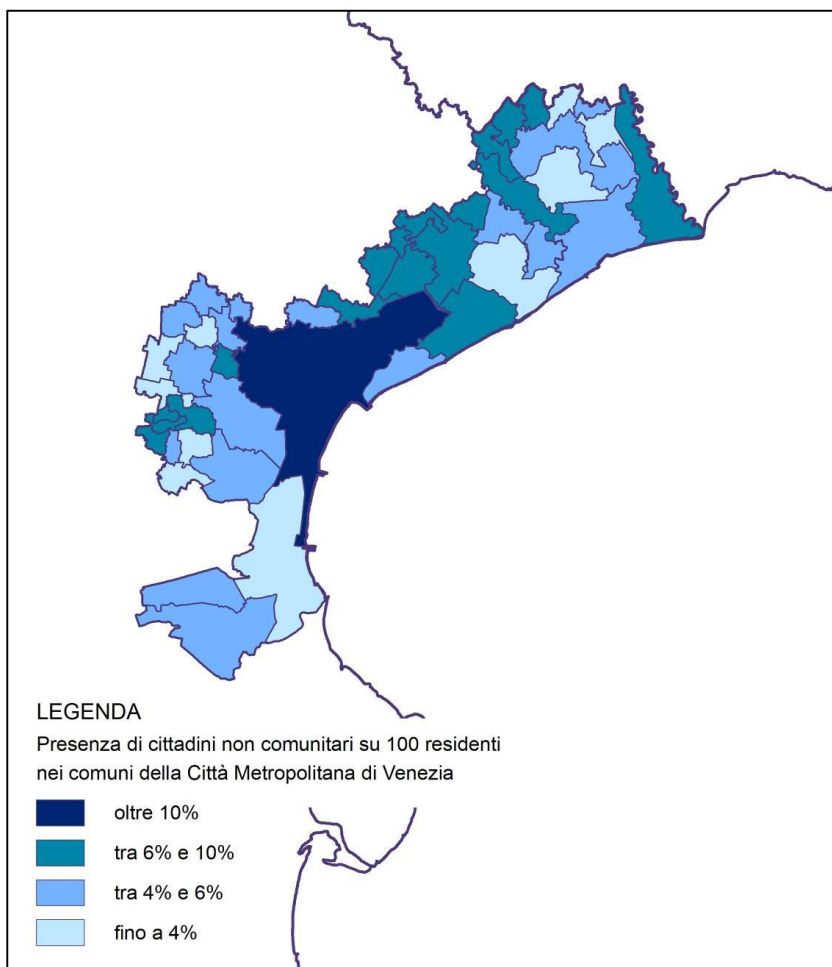 LEGENDA
Presenza di cittadini non comunitari su 100 residenti
nei comuni della Città Metropolitana di Venezia
oltre 10%
tra 6% e 10%
tra 4% e 6%
fino a 4%